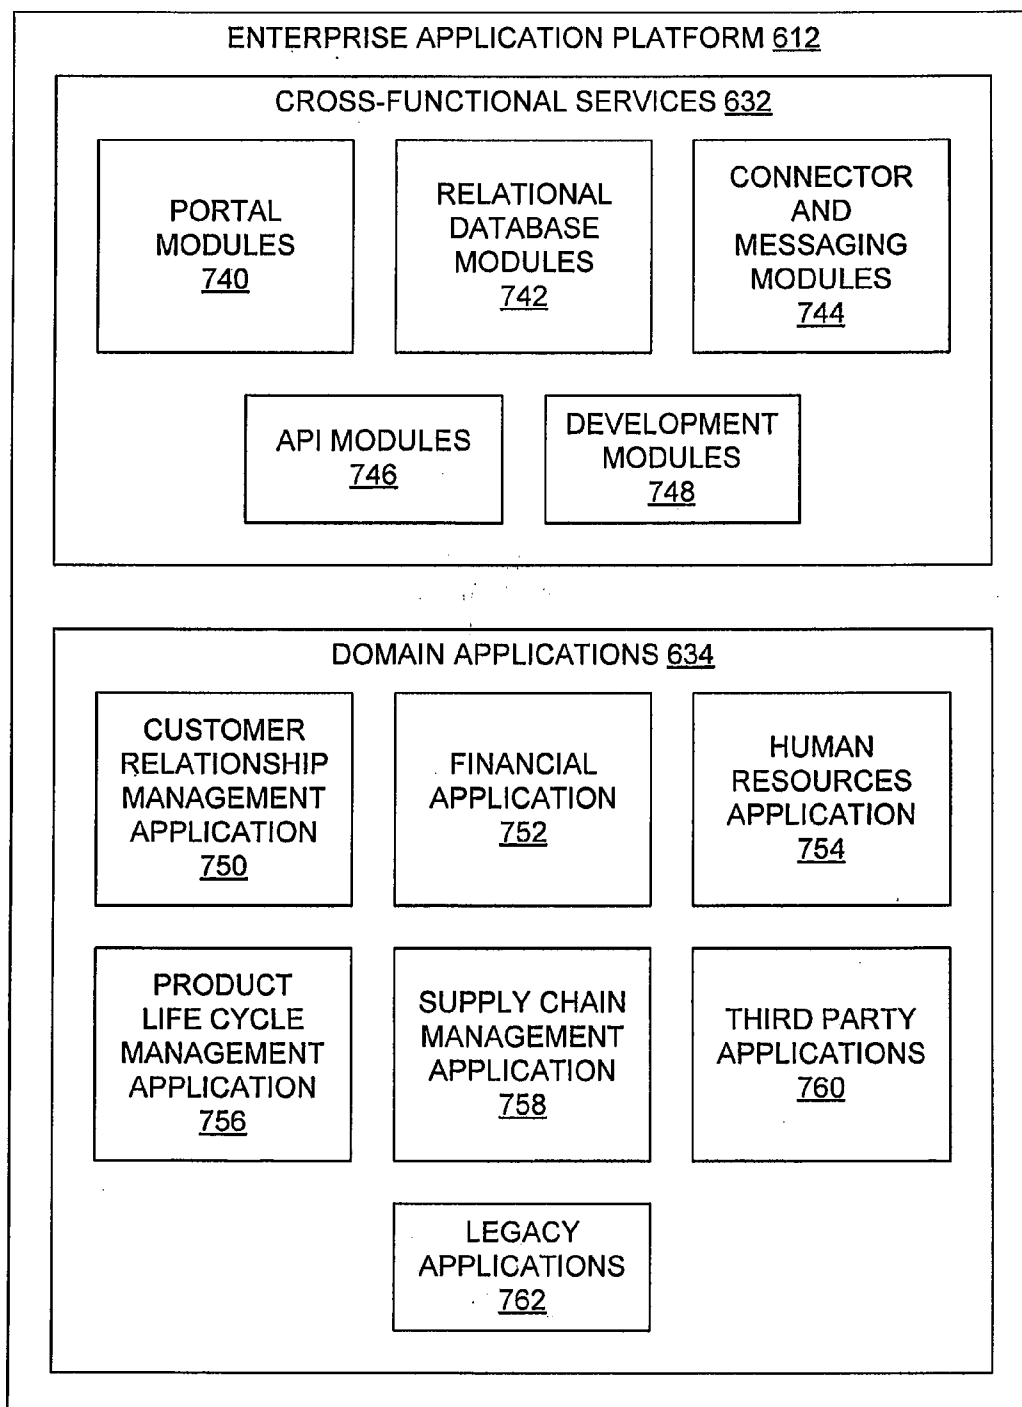 ENTERPRISE APPLICATION PLATFORM 612
CROSS-FUNCTIONAL SERVICES 632
PORTAL
MODULES
740
RELATIONAL
DATABASE
MODULES
742
CONNECTOR
AND
MESSAGING
MODULES
744
API MODULES
746
DEVELOPMENT
MODULES
748
DOMAIN APPLICATIONS 634
CUSTOMER
RELATIONSHIP
MANAGEMENT
APPLICATION
750
FINANCIAL
APPLICATION
752
HUMAN
RESOURCES
APPLICATION
754
PRODUCT
LIFE CYCLE
MANAGEMENT
APPLICATION
756
SUPPLY CHAIN
MANAGEMENT
APPLICATION
758
THIRD PARTY
APPLICATIONS
760
LEGACY
APPLICATIONS
762